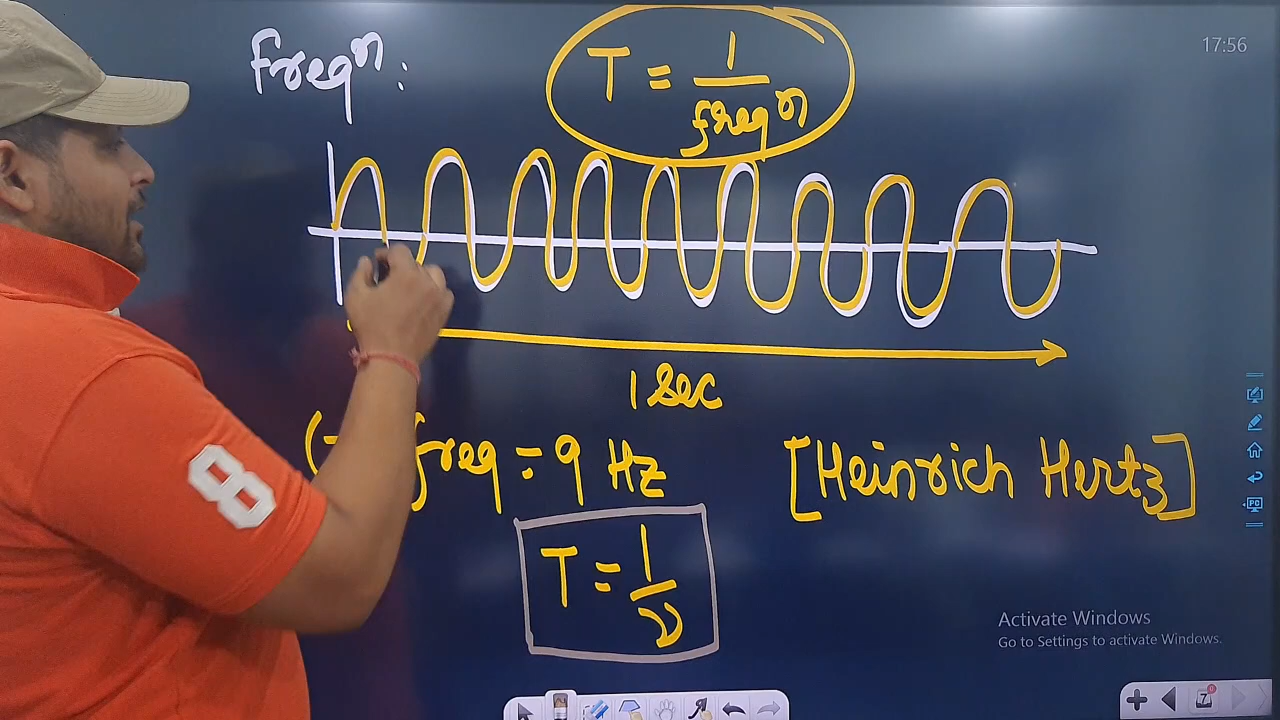 17:56
freqⁿ :
T = 1/freqⁿ
1 sec
freq = 9 Hz
[Heinrich Hertz]
T = 1/ν
8
Activate Windows
Go to Settings to activate Windows.
7